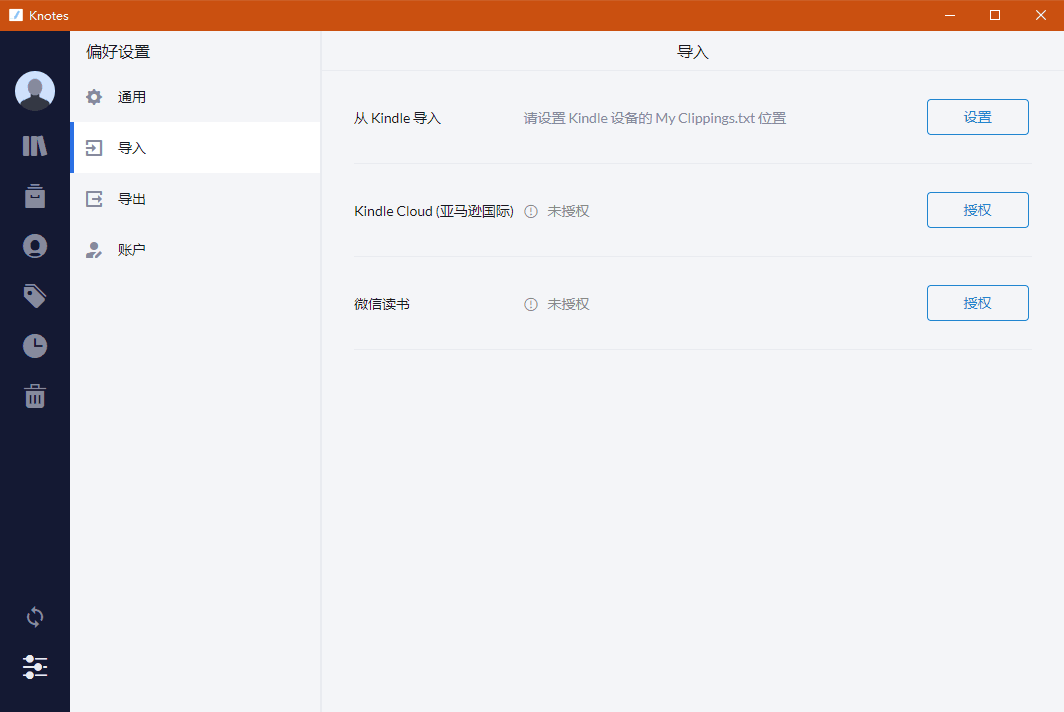 Knotes
偏好设置
通用
导入
导出
账户
导入
从 Kindle 导入
请设置 Kindle 设备的 My Clippings.txt 位置
设置
Kindle Cloud (亚马逊国际)
未授权
授权
微信读书
未授权
授权